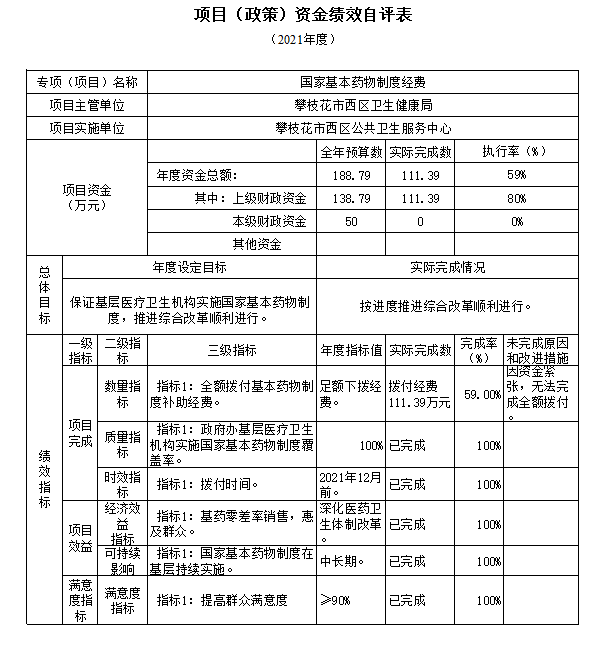 项目（政策）资金绩效自评表
（2021年度）
专项（项目）名称 国家基本药物制度经费
项目主管单位 攀枝花市西区卫生健康局
项目实施单位 攀枝花市西区公共卫生服务中心
项目资金
（万元）
全年预算数 实际完成数 执行率（%）
年度资金总额： 188.79 111.39 59%
其中：上级财政资金 138.79 111.39 80%
本级财政资金 50 0 0%
其他资金
总体目标
年度设定目标 实际完成情况
保证基层医疗卫生机构实施国家基本药物制
度，推进综合改革顺利进行。
按进度推进综合改革顺利进行。
绩效指标
一级
指标
二级指
标
三级指标 年度指标值 实际完成数
完成率
（%）
未完成原因
和改进措施
项目
完成
数量指
标
指标1：全额拨付基本药物制
度补助经费。
足额下拨经
费。
拨付经费
111.39万元
59.00%
因资金紧
张，无法完
成全额拨付
。
质量指
标
指标1：政府办基层医疗卫生
机构实施国家基本药物制度覆
盖率。
100% 已完成 100%
时效指
标
指标1：拨付时间。
2021年12月
前。
已完成 100%
项目
效益
经济效
益
指标
指标1：基药零差率销售，惠
及群众。
深化医药卫
生体制改革
。
已完成 100%
可持续
影响
指标1：国家基本药物制度在
基层持续实施。
中长期。 已完成 100%
满意
度指
标
满意度
指标
指标1：提高群众满意度 ≥90% 已完成 100%